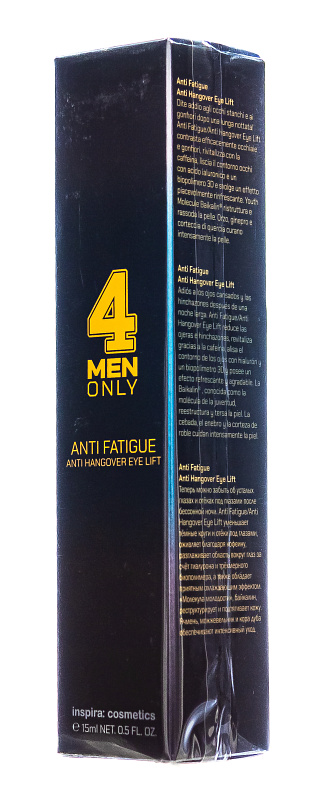 4
MEN
ONLY
ANTI FATIGUE
ANTI HANGOVER EYE LIFT
inspira: cosmetics
℮ 15ml NET. 0.5 FL. OZ.
Anti Fatigue
Anti Hangover Eye Lift
Dite addio agli occhi stanchi e ai
gonfiori dopo una lunga nottata!
Anti Fatigue/Anti Hangover Eye Lift
contrasta efficacemente occhiaie
e gonfiori, rivitalizza con la
caffeina, liscia il contorno occhi
con acido ialuronico e un
biopolimero 3D e svolge un effetto
piacevolmente rinfrescante. Youth
Molecule Baikalin® ristruttura e
rassoda la pelle. Orzo, ginepro e
corteccia di quercia curano
intensamente la pelle.
Anti Fatigue
Anti Hangover Eye Lift
Adiós a los ojos cansados y las
hinchazones después de una
noche larga. Anti Fatigue/Anti
Hangover Eye Lift reduce las
ojeras e hinchazones, revitaliza
gracias a la cafeína, alisa el
contorno de los ojos con hialurón y
un biopolímero 3D y posee un
efecto refrescante y agradable. La
Baikalin®, conocida como la
molécula de la juventud,
reestructura y tersa la piel. La
cebada, el enebro y la corteza de
roble cuidan intensamente la piel.
Anti Fatigue
Anti Hangover Eye Lift
Теперь можно забыть об усталых
глазах и отёках под глазами после
бессонной ночи. Anti Fatigue/Anti
Hangover Eye Lift уменьшает
тёмные круги и отёки под глазами,
оживляет благодаря кофеину,
разглаживает область вокруг глаз за
счёт гиалурона и трёхмерного
биополимера, а также обладает
приятным охлаждающим эффектом.
«Молекула молодости», байкалин,
реструктурирует и подтягивает кожу.
Ячмень, можжевельник и кора дуба
обеспечивают интенсивный уход.